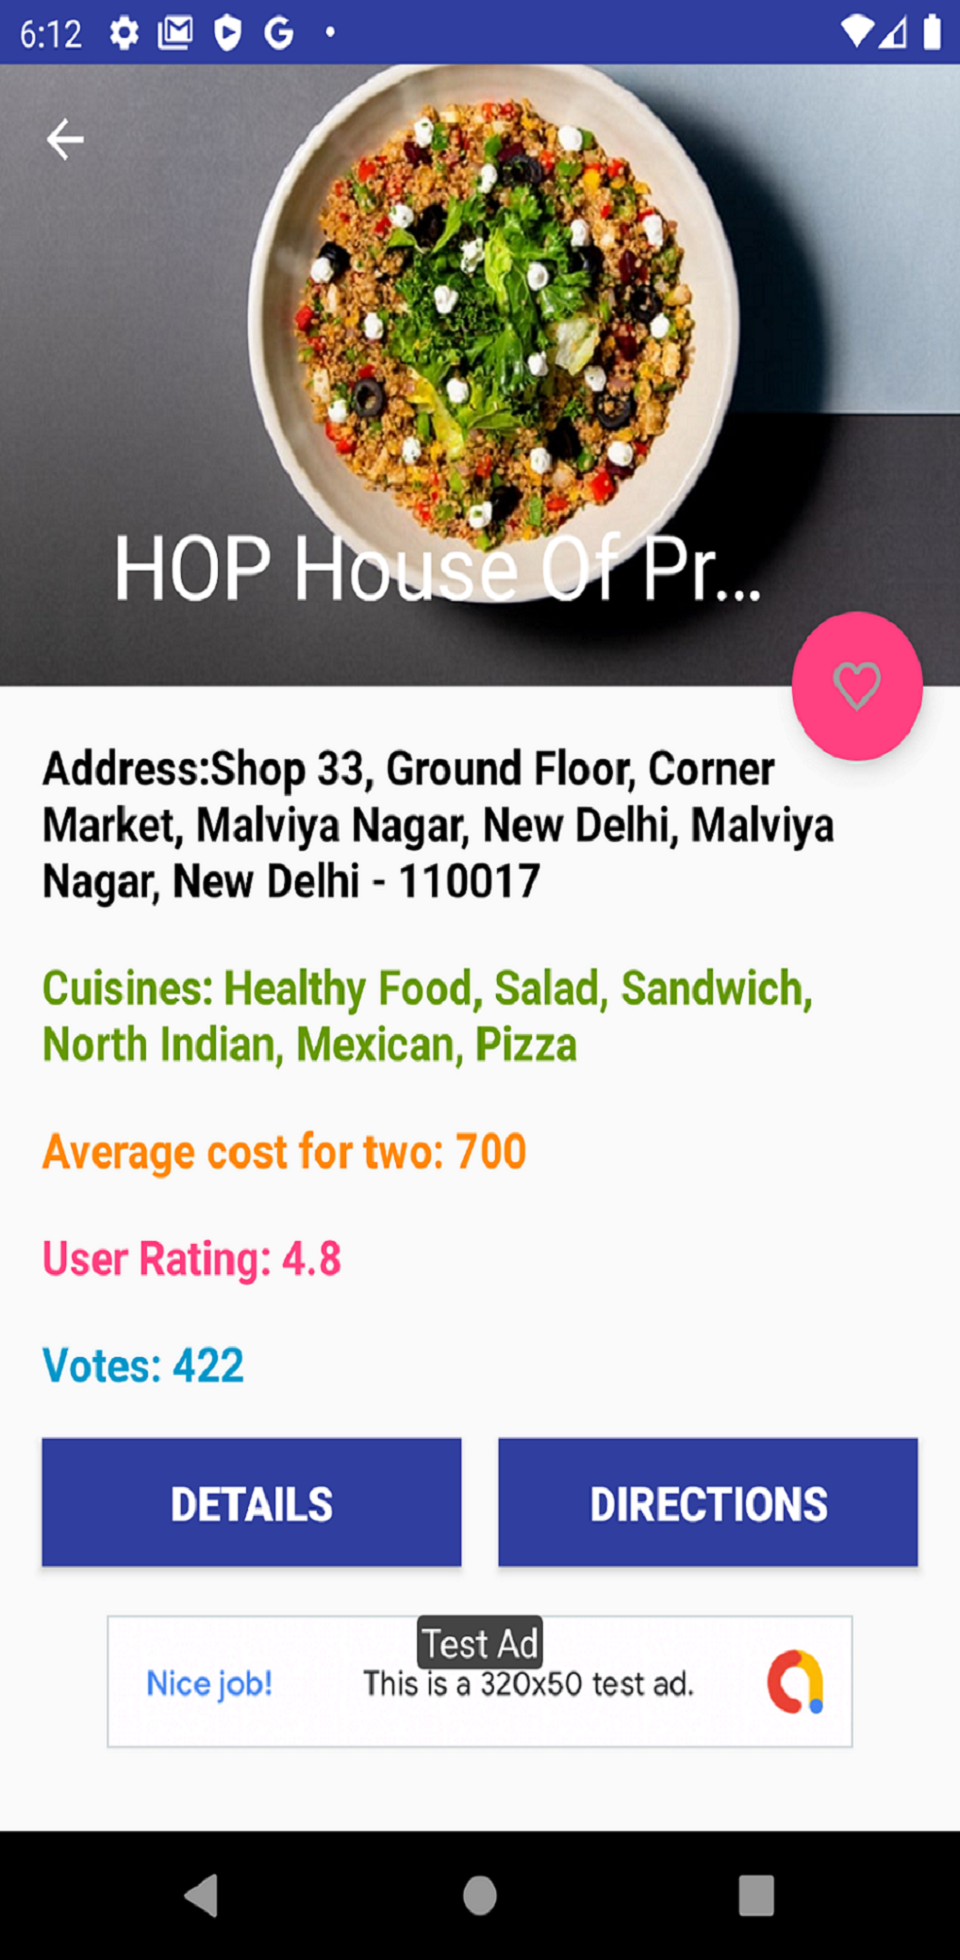 6:12
HOP House Of Pr...
Address:Shop 33, Ground Floor, Corner
Market, Malviya Nagar, New Delhi, Malviya
Nagar, New Delhi - 110017
Cuisines: Healthy Food, Salad, Sandwich,
North Indian, Mexican, Pizza
Average cost for two: 700
User Rating: 4.8
Votes: 422
DETAILS DIRECTIONS
Test Ad
Nice job! This is a 320x50 test ad.